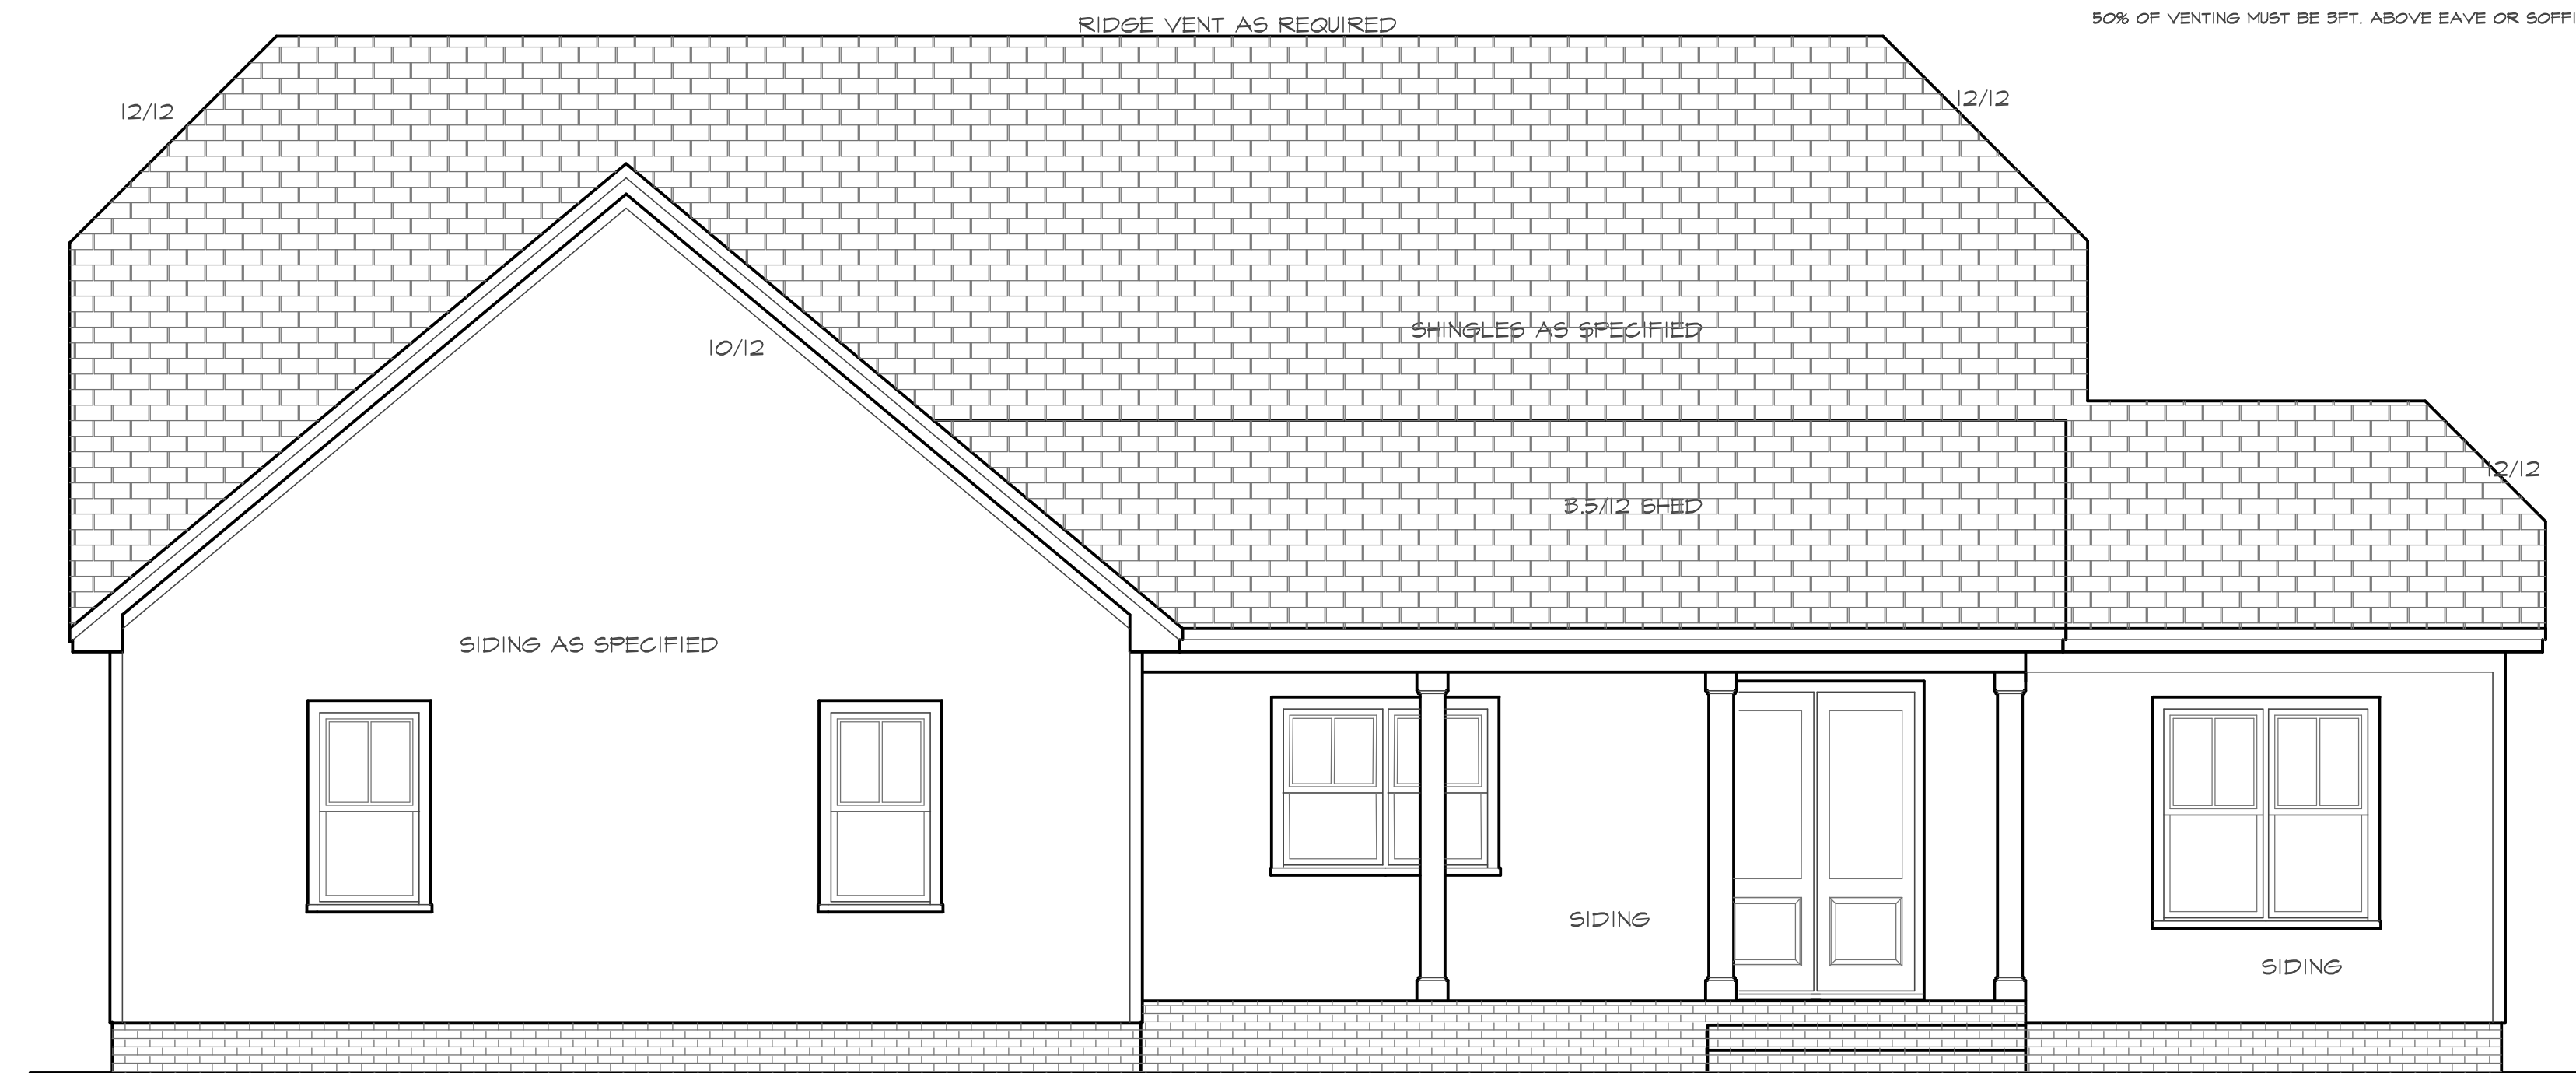 RIDGE VENT AS REQUIRED
50% OF VENTING MUST BE 3FT. ABOVE EAVE OR SOFFI
12/12
12/12
10/12
SHINGLES AS SPECIFIED
12/12
3.5/12 SHED
SIDING AS SPECIFIED
SIDING
SIDING